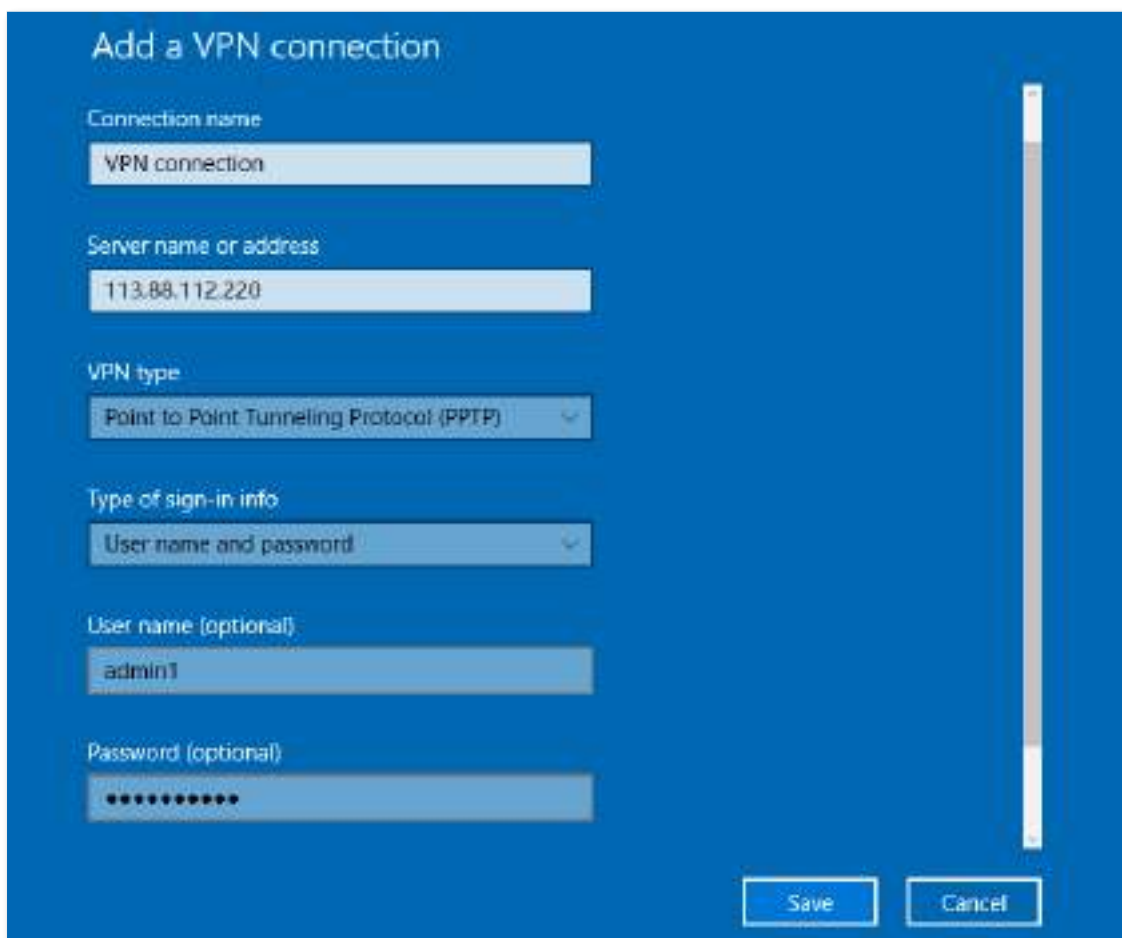 Add a VPN connection
Connection name
VPN connection
Server name or address
113.88.112.220
VPN type
Point to Point Tunneling Protocol (PPTP)
Type of sign-in info
User name and password
User name (optional)
admin1
Password (optional)
••••••••••
Save
Cancel